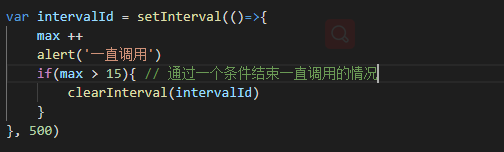 var intervalId = setInterval(()=>{
    max ++
    alert('一直调用')
    if(max > 15){ // 通过一个条件结束一直调用的情况
        clearInterval(intervalId)
    }
}, 500)